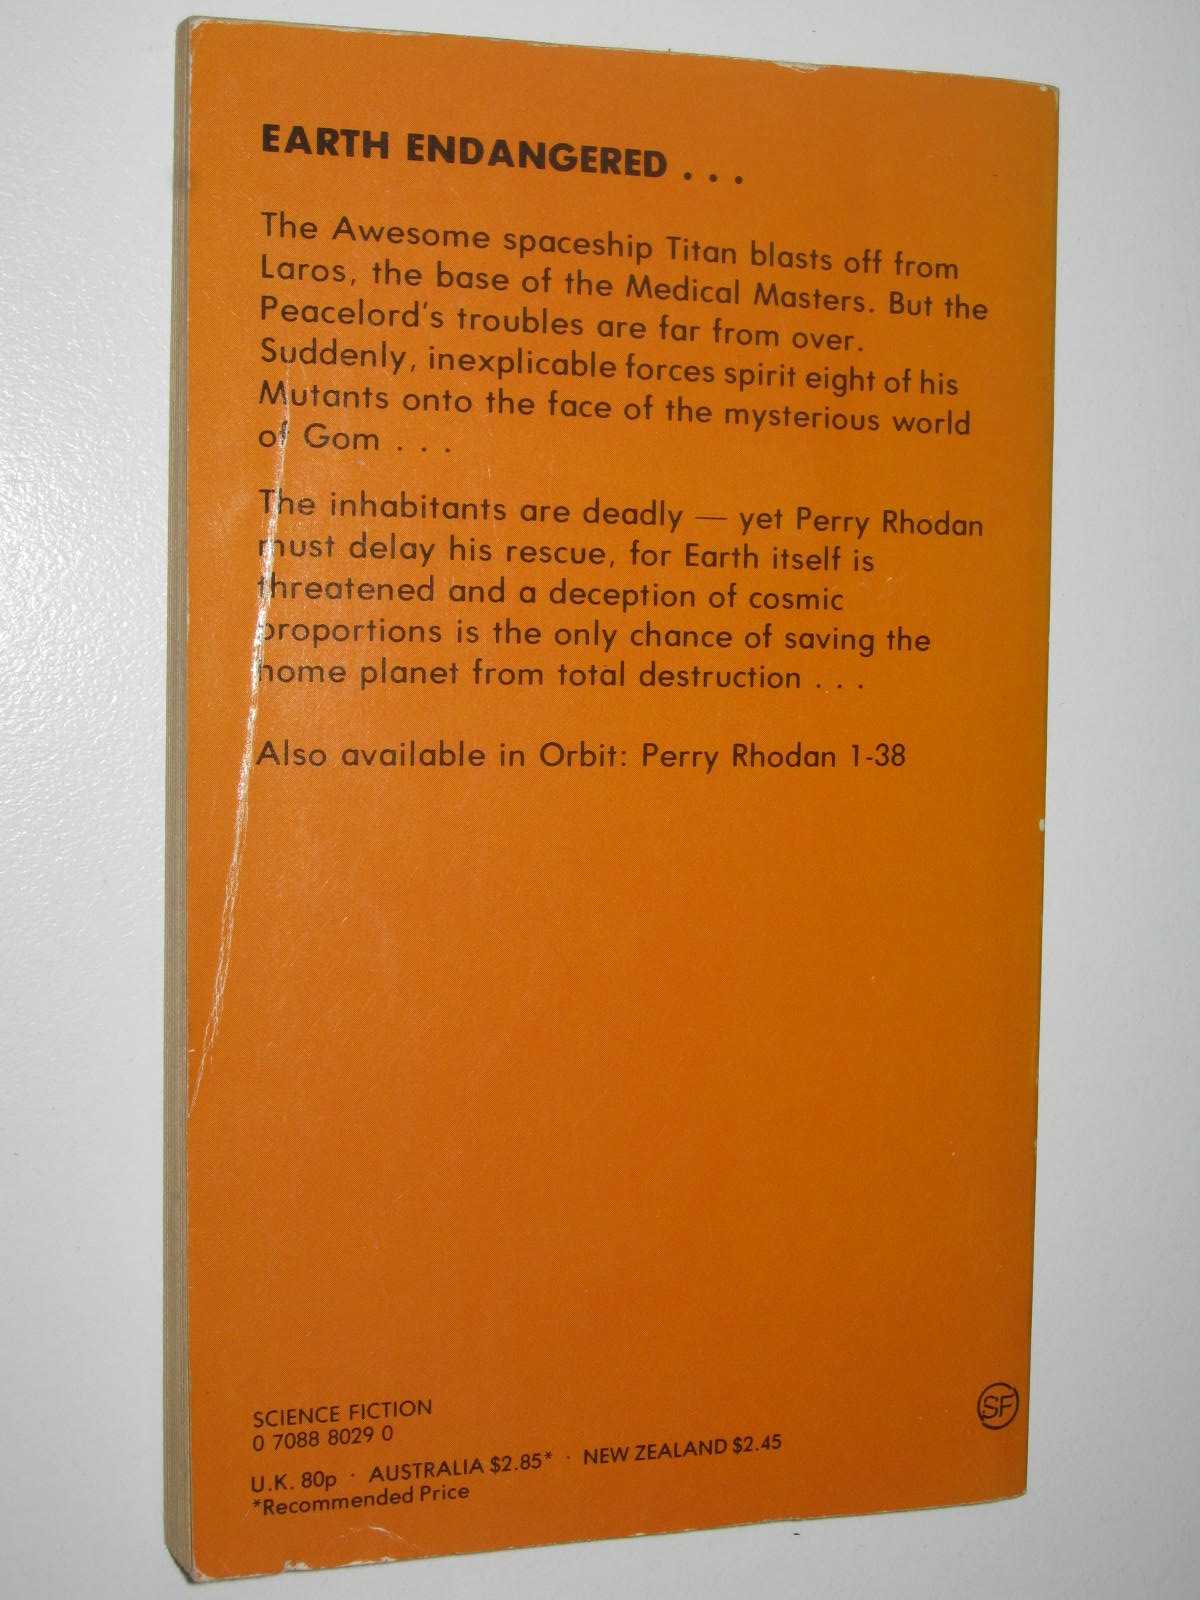 EARTH ENDANGERED . . .
The Awesome spaceship Titan blasts off from
Laros, the base of the Medical Masters. But the
Peacelord's troubles are far from over.
Suddenly, inexplicable forces spirit eight of his
Mutants onto the face of the mysterious world
of Gom . . .
The inhabitants are deadly — yet Perry Rhodan
must delay his rescue, for Earth itself is
threatened and a deception of cosmic
proportions is the only chance of saving the
home planet from total destruction . . .
Also available in Orbit: Perry Rhodan 1-38
SCIENCE FICTION
0 7088 8029 0
SF
U.K. 80p · AUSTRALIA $2.85* · NEW ZEALAND $2.45
*Recommended Price